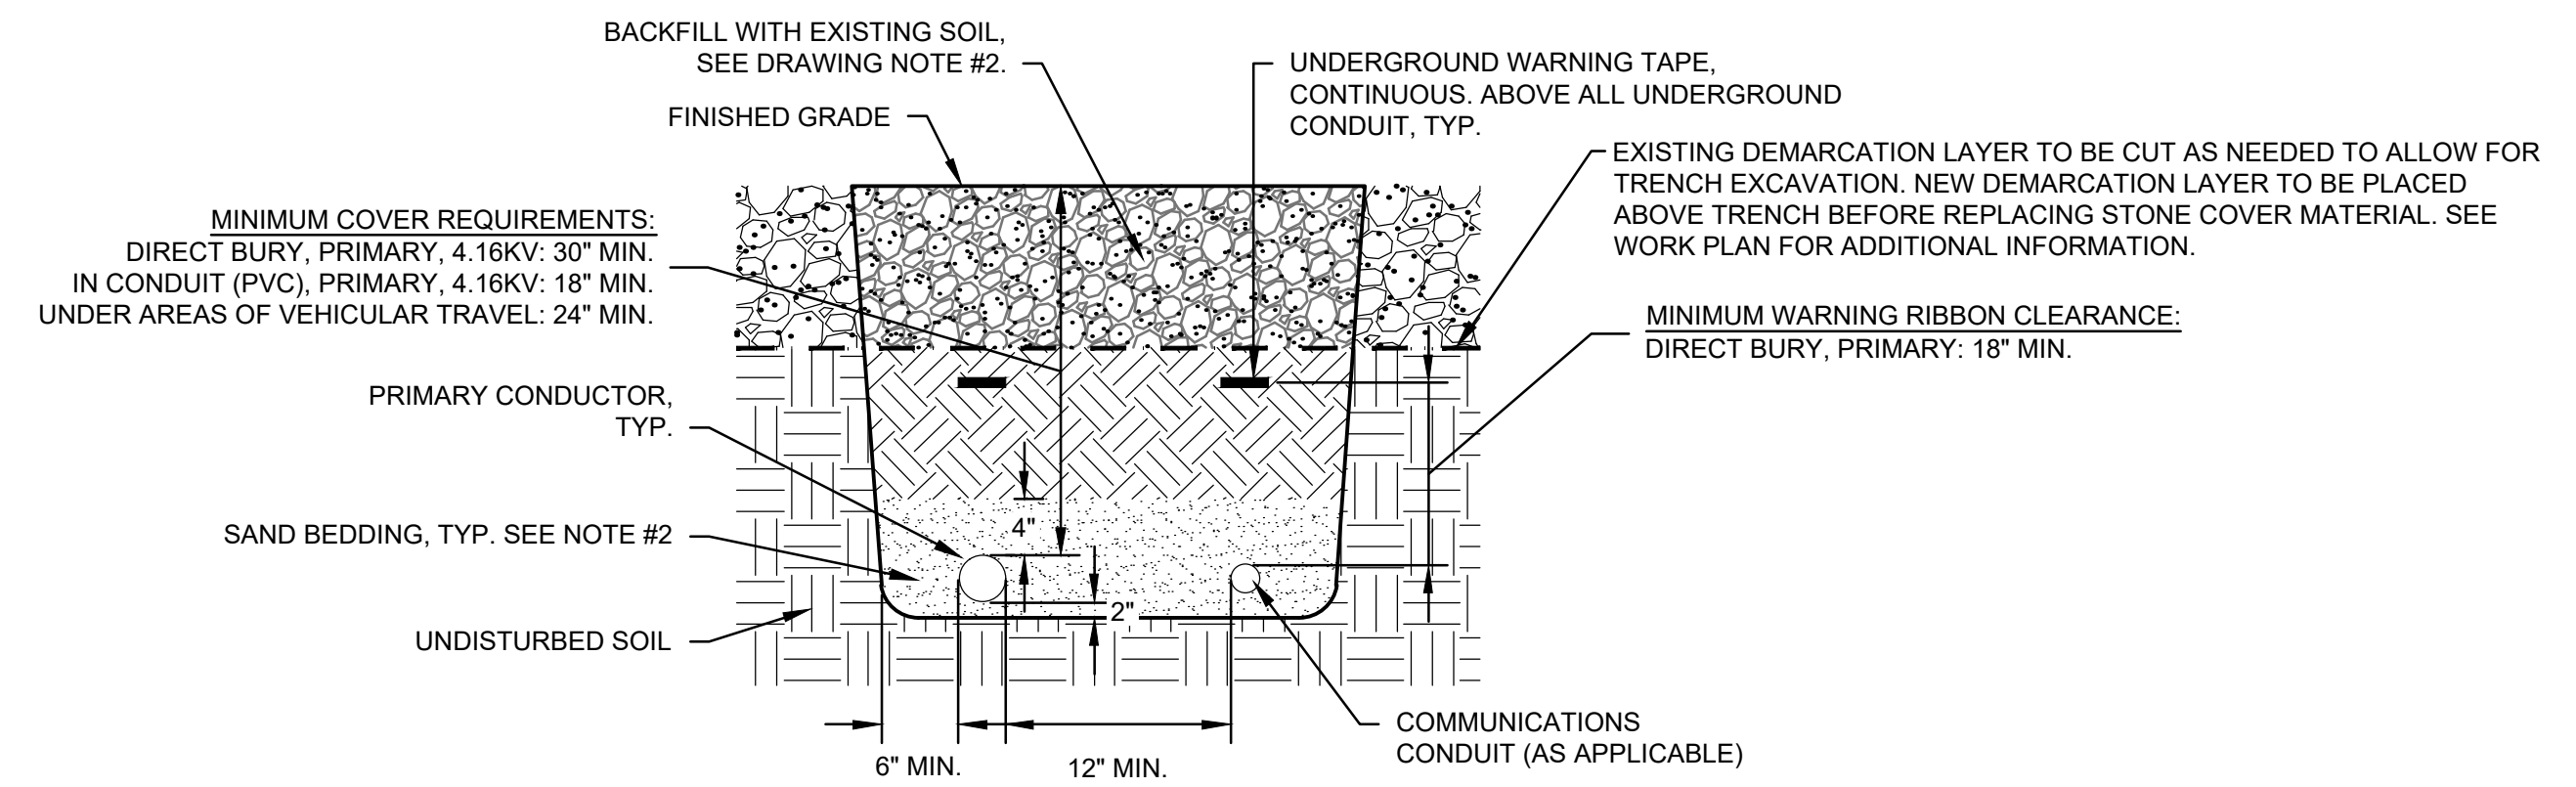 BACKFILL WITH EXISTING SOIL,
SEE DRAWING NOTE #2.
FINISHED GRADE
UNDERGROUND WARNING TAPE,
CONTINUOUS. ABOVE ALL UNDERGROUND
CONDUIT, TYP.
EXISTING DEMARCATION LAYER TO BE CUT AS NEEDED TO ALLOW FOR
TRENCH EXCAVATION. NEW DEMARCATION LAYER TO BE PLACED
ABOVE TRENCH BEFORE REPLACING STONE COVER MATERIAL. SEE
WORK PLAN FOR ADDITIONAL INFORMATION.
MINIMUM COVER REQUIREMENTS:
DIRECT BURY, PRIMARY, 4.16KV: 30" MIN.
IN CONDUIT (PVC), PRIMARY, 4.16KV: 18" MIN.
UNDER AREAS OF VEHICULAR TRAVEL: 24" MIN.
MINIMUM WARNING RIBBON CLEARANCE:
DIRECT BURY, PRIMARY: 18" MIN.
PRIMARY CONDUCTOR,
TYP.
SAND BEDDING, TYP. SEE NOTE #2
4"
2"
UNDISTURBED SOIL
6" MIN.
12" MIN.
COMMUNICATIONS
CONDUIT (AS APPLICABLE)